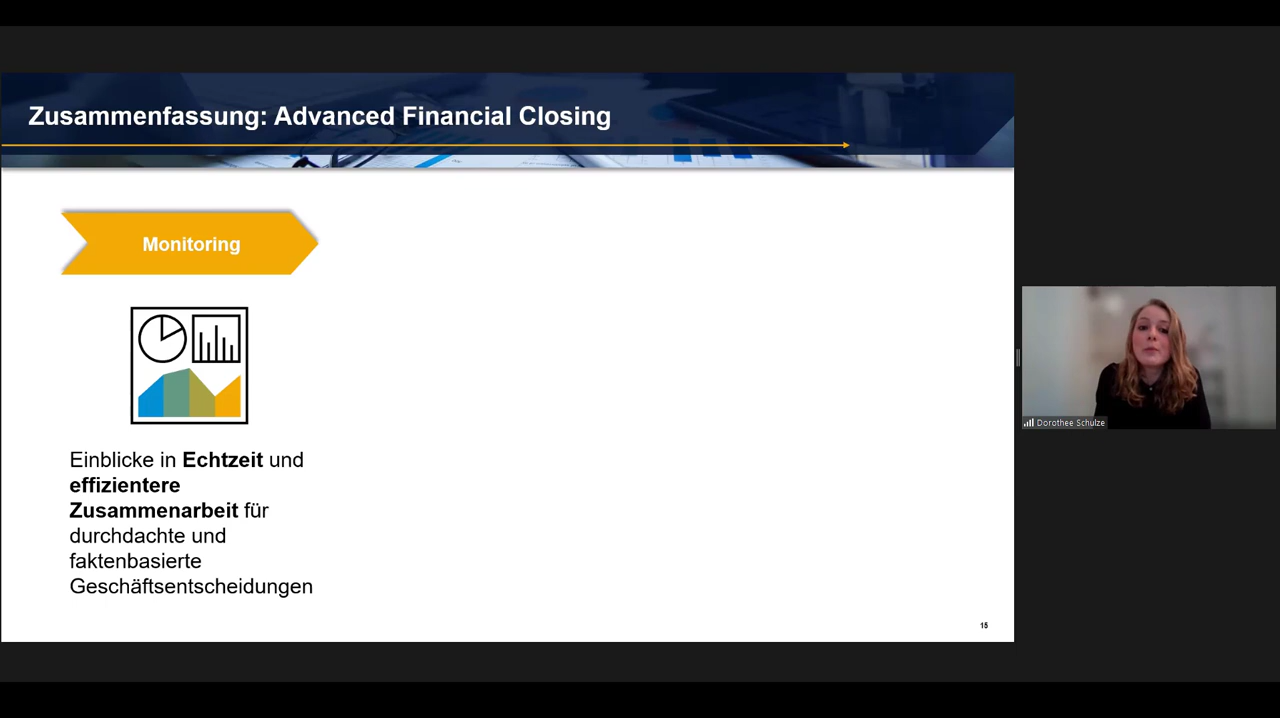 Zusammenfassung: Advanced Financial Closing
Monitoring
Einblicke in Echtzeit und
effizientere
Zusammenarbeit für
durchdachte und
faktenbasierte
Geschäftsentscheidungen
15
Dorothee Schulze